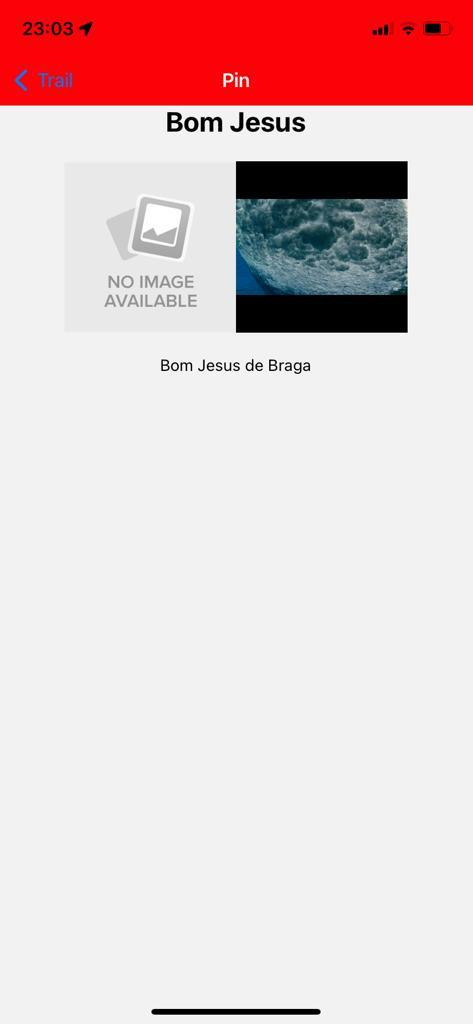 23:03
Trail
Pin
Bom Jesus
NO IMAGE
AVAILABLE
Bom Jesus de Braga